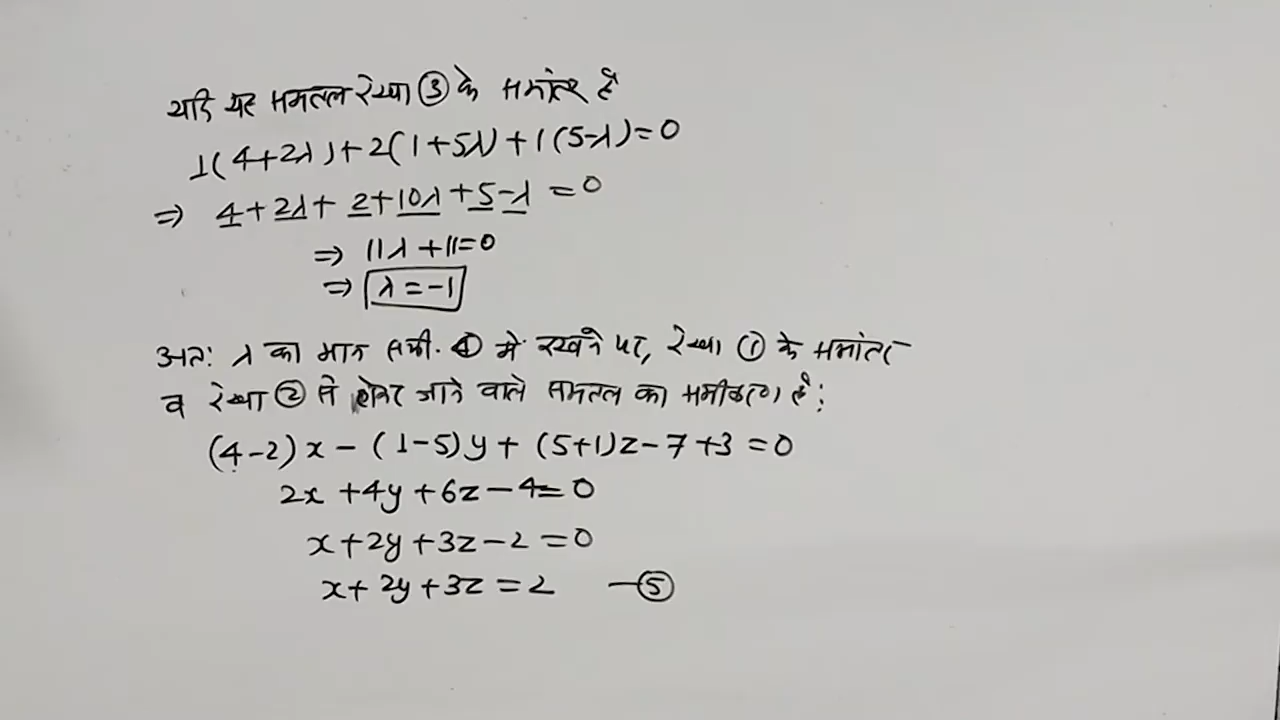 यदि यह समतल रेखा ③ के समांतर है
1(4+2λ)+2(1+5λ)+1(5-λ)=0
⇒ 4+2λ+2+10λ+5-λ=0
⇒ 11λ+11=0
⇒ λ=-1
अतः λ का मान समी. ④ में रखने पर, रेखा ① के समांतर
व रेखा ② से होकर जाने वाले समतल का समीक(ण) है:
(4-2)x-(1-5)y+(5+1)z-7+3=0
2x+4y+6z-4=0
x+2y+3z-2=0
x+2y+3z=2 —⑤